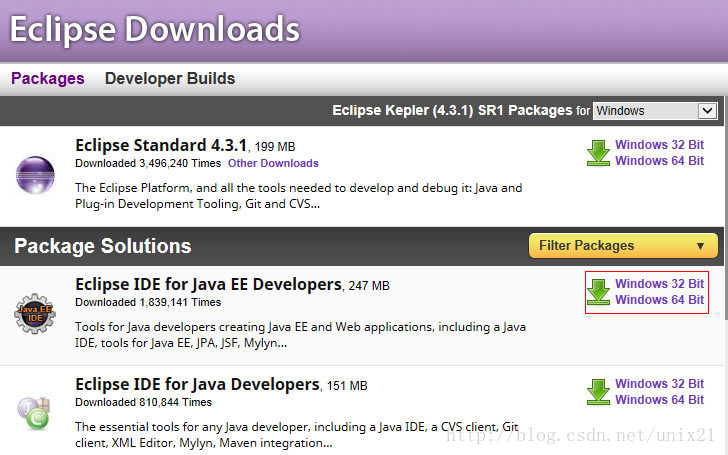 Eclipse Downloads
Packages Developer Builds
Eclipse Kepler (4.3.1) SR1 Packages for Windows
Eclipse Standard 4.3.1, 199 MB
Downloaded 3,496,240 Times Other Downloads
The Eclipse Platform, and all the tools needed to develop and debug it: Java and
Plug-in Development Tooling, Git and CVS...
Windows 32 Bit
Windows 64 Bit
Package Solutions
Filter Packages
Eclipse IDE for Java EE Developers, 247 MB
Downloaded 1,839,141 Times
Java EE
IDE
Tools for Java developers creating Java EE and Web applications, including a Java
IDE, tools for Java EE, JPA, JSF, Mylyn...
Windows 32 Bit
Windows 64 Bit
Eclipse IDE for Java Developers, 151 MB
Downloaded 810,844 Times
The essential tools for any Java developer, including a Java IDE, a CVS client, Git
client, XML Editor, Mylyn, Maven integration...
Windows 32 Bit
Windows 64 Bit
http://blog.csdn.net/unix21